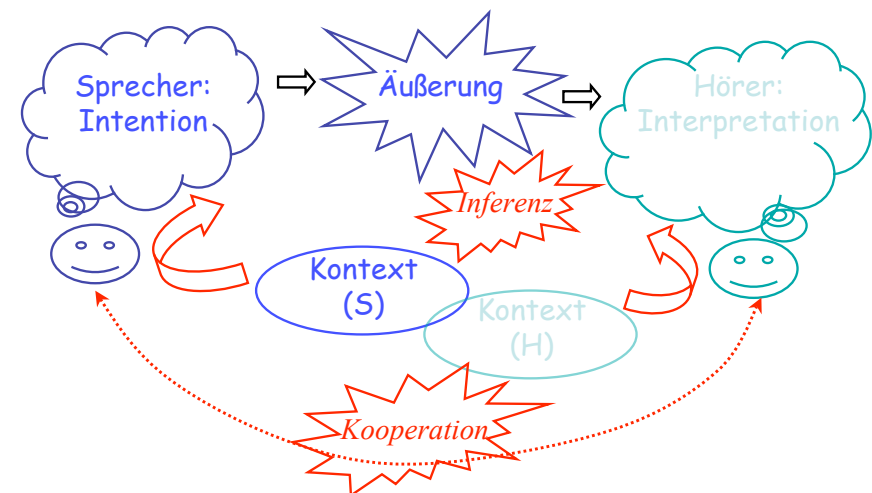 Sprecher:
Intention
Äußerung
Hörer:
Interpretation
Inferenz
Kontext
(S)
Kontext
(H)
Kooperation